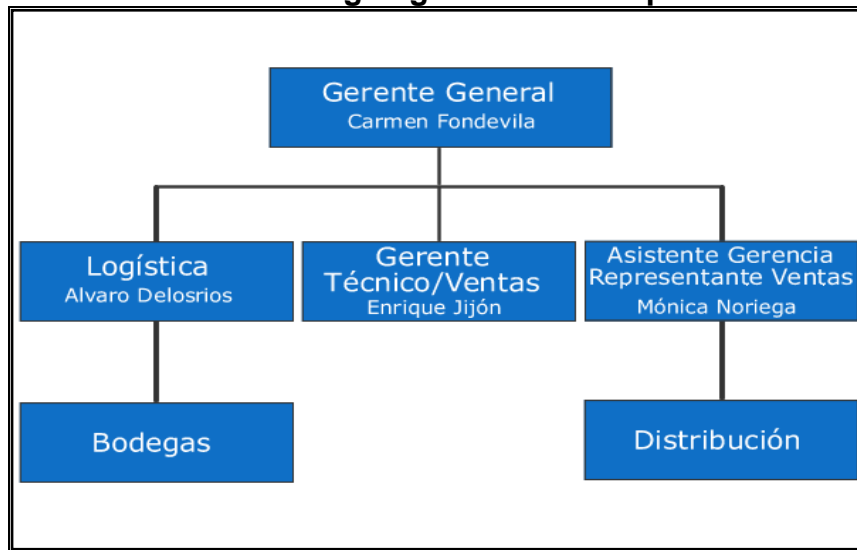 Gerente General
Carmen Fondevila
Logística
Alvaro Delosrios
Gerente
Técnico/Ventas
Enrique Jijón
Asistente Gerencia
Representante Ventas
Mónica Noriega
Bodegas
Distribución